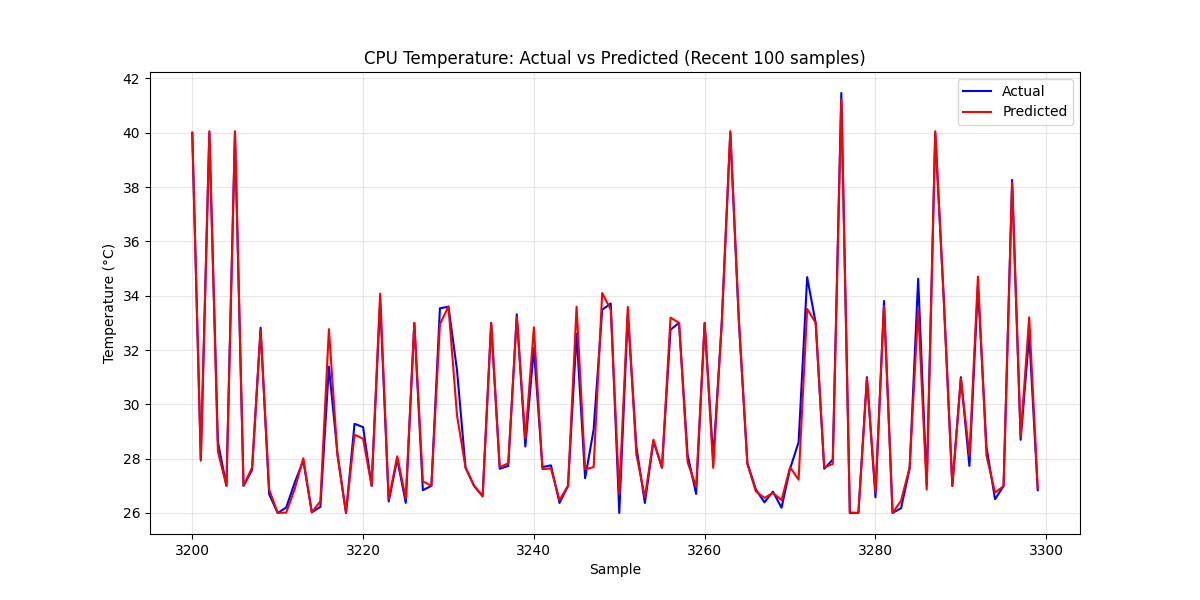 CPU Temperature: Actual vs Predicted (Recent 100 samples)
Actual
Predicted
Temperature (°C)
42
40
38
36
34
32
30
28
26
3200 3220 3240 3260 3280 3300
Sample